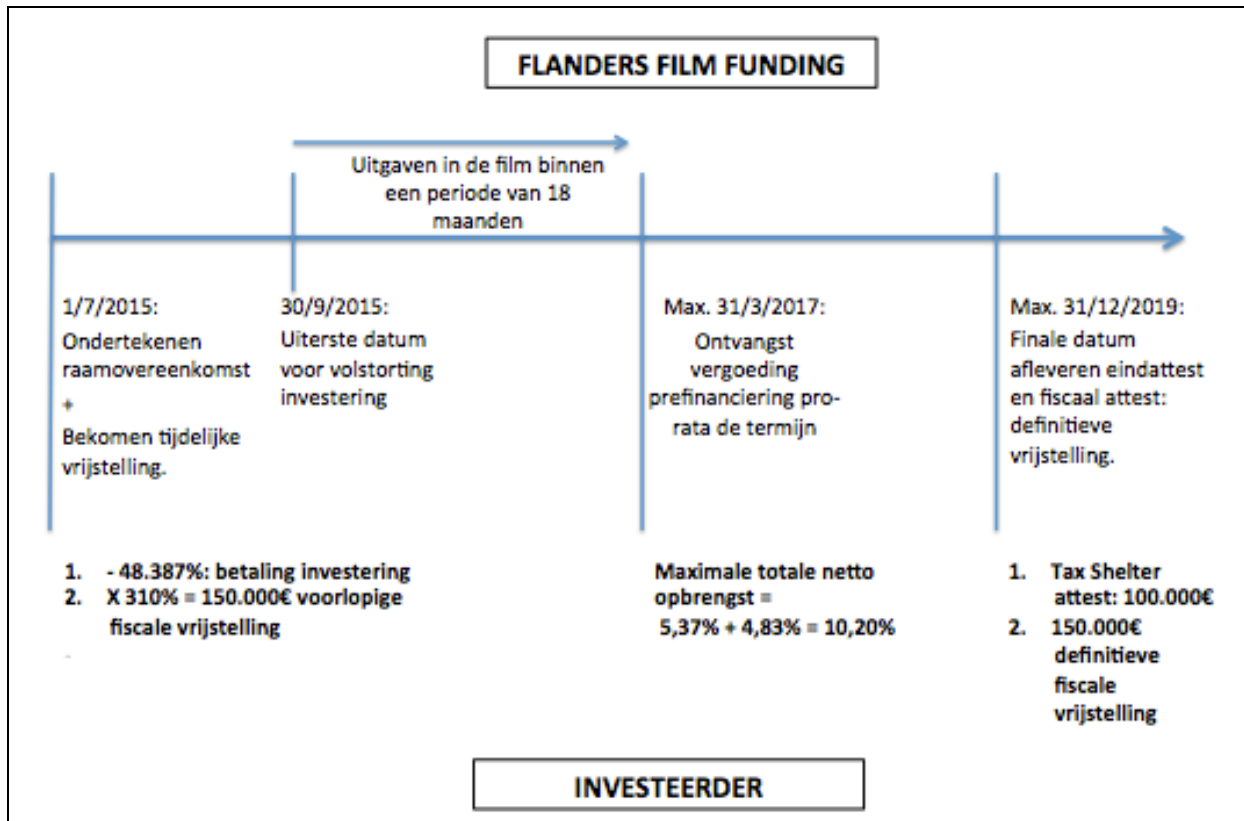 FLANDERS FILM FUNDING
Uitgaven in de film binnen
een periode van 18
maanden
1/7/2015:
Ondertekenen
raamovereenkomst
+
Bekomen tijdelijke
vrijstelling.
30/9/2015:
Uiterste datum
voor volstorting
investering
Max. 31/3/2017:
Ontvangst
vergoeding
prefinanciering pro-
rata de termijn
Max. 31/12/2019:
Finale datum
afleveren eindattest
en fiscaal attest:
definitieve
vrijstelling.
1. - 48.387%: betaling investering
2. X 310% = 150.000€ voorlopige
fiscale vrijstelling
Maximale totale netto
opbrengst =
5,37% + 4,83% = 10,20%
1. Tax Shelter
attest: 100.000€
2. 150.000€
definitieve
fiscale
vrijstelling
INVESTEERDER